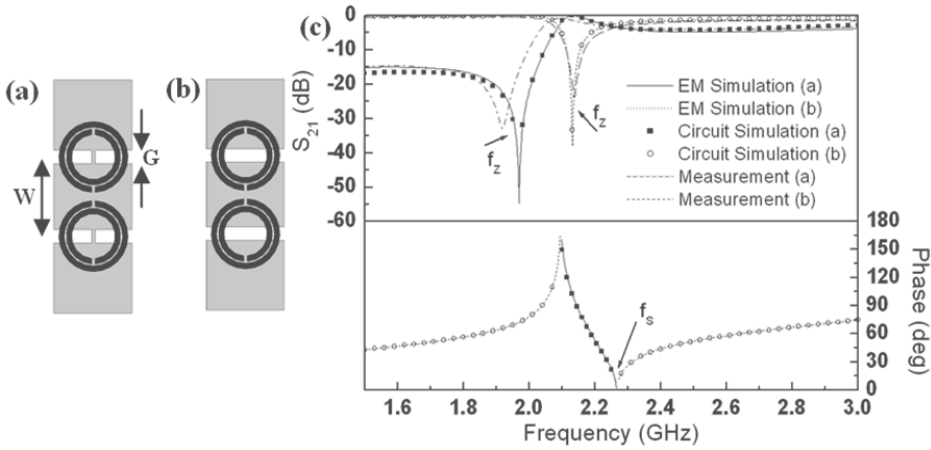 (a)
(b)
G
W
(c)
0
-10
-20
-30
-40
-50
-60
S21 (dB)
fz
fz
EM Simulation (a)
EM Simulation (b)
Circuit Simulation (a)
Circuit Simulation (b)
Measurement (a)
Measurement (b)
180
150
120
90
60
30
0
Phase (deg)
fs
1.6
1.8
2.0
2.2
2.4
2.6
2.8
3.0
Frequency (GHz)